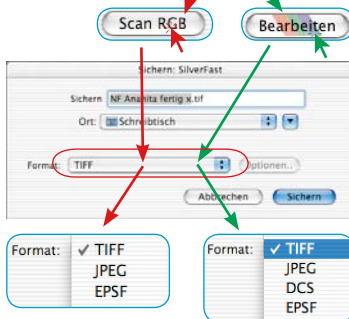 Scan RGB
Bearbeiten
Sichern: SilverFast
Sichern NF Ananita fertig x.tif
Ort: Schreibtisch
Format: TIFF Optionen...
Abbrechen Sichern
Format: ✓ TIFF
JPEG
EPSF
Format: ✓ TIFF
JPEG
DCS
EPSF